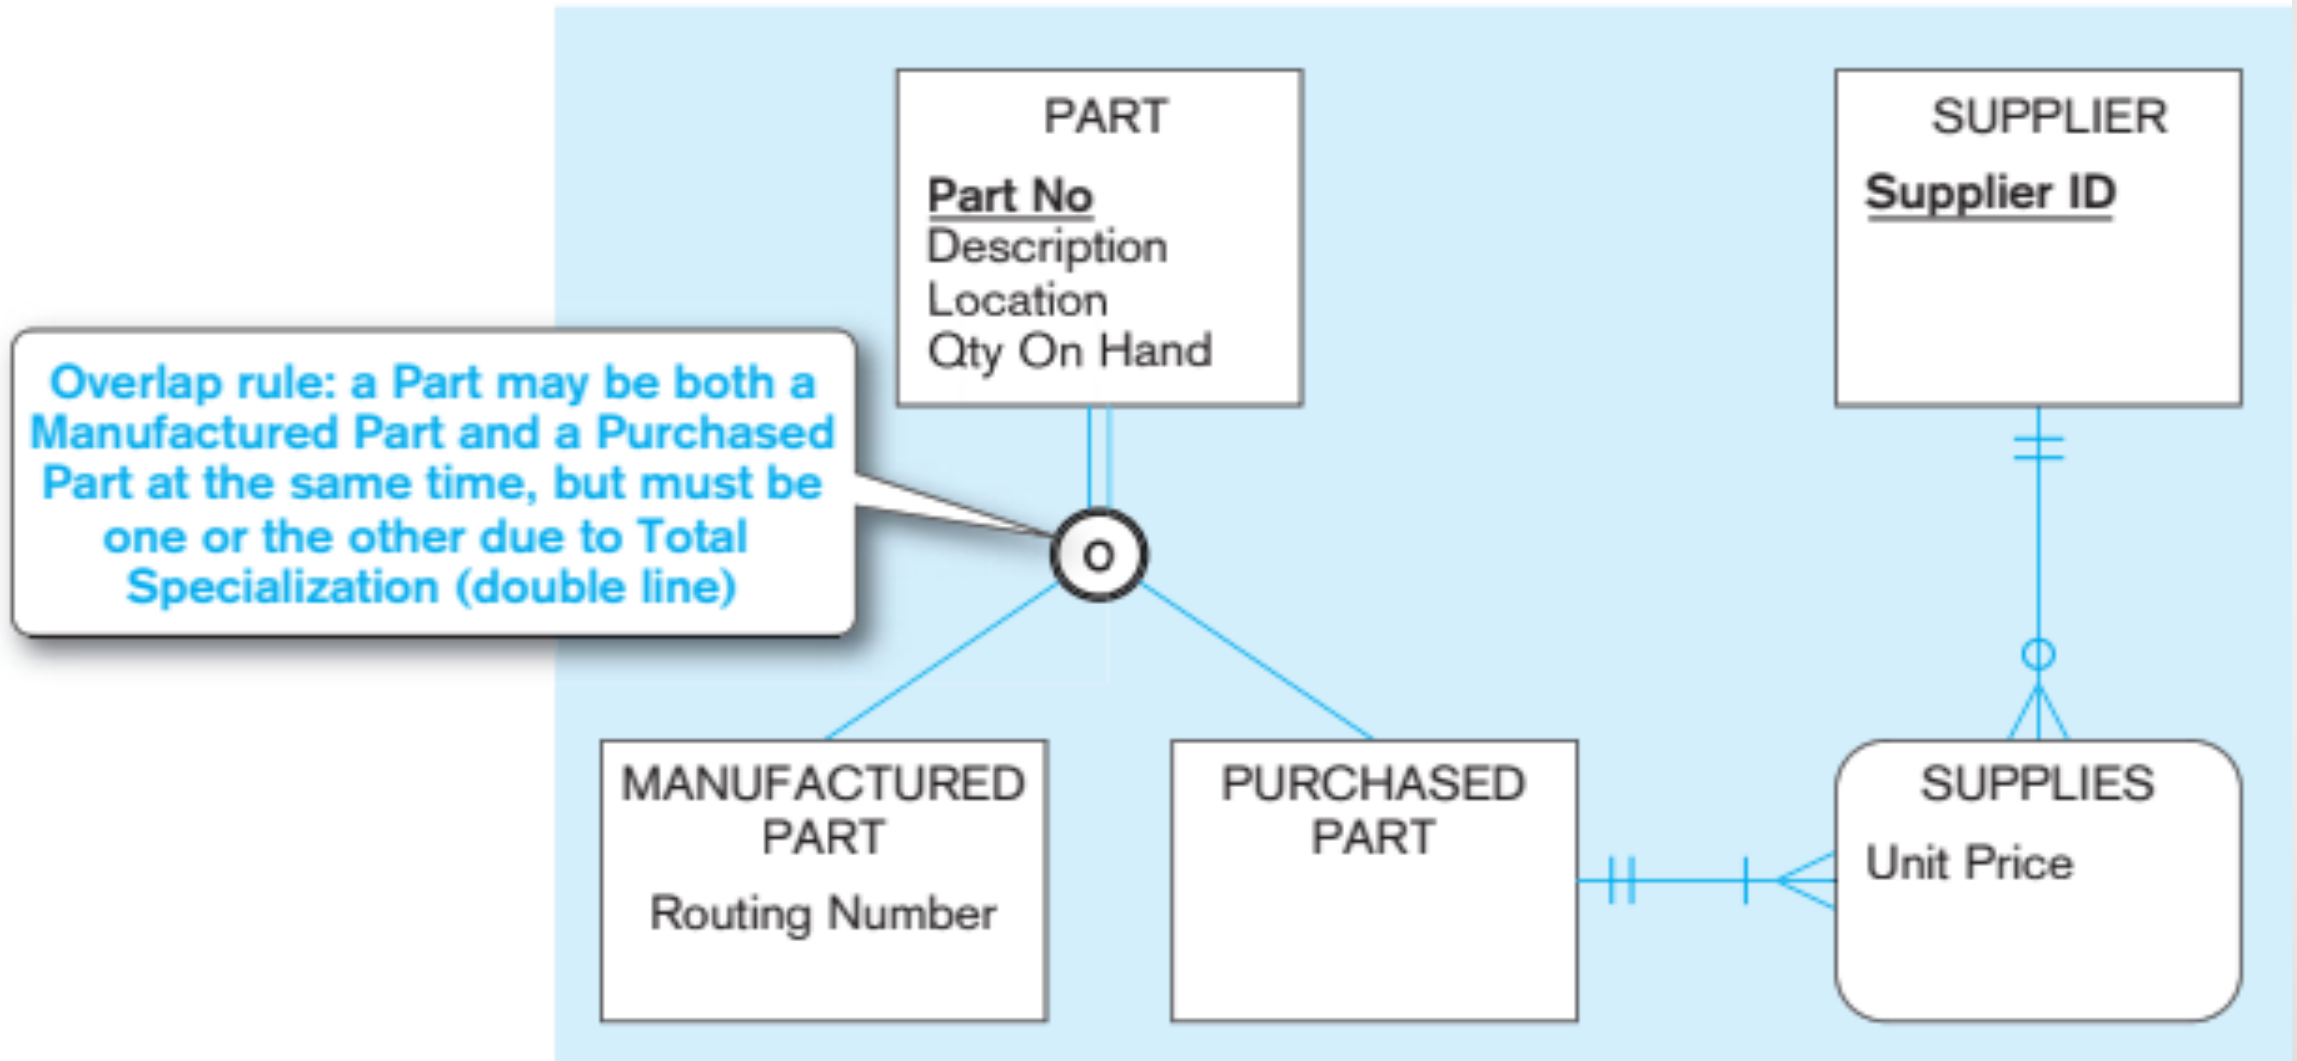 PART
Part No
Description
Location
Qty On Hand
SUPPLIER
Supplier ID
Overlap rule: a Part may be both a
Manufactured Part and a Purchased
Part at the same time, but must be
one or the other due to Total
Specialization (double line)
O
MANUFACTURED
PART
Routing Number
PURCHASED
PART
SUPPLIES
Unit Price